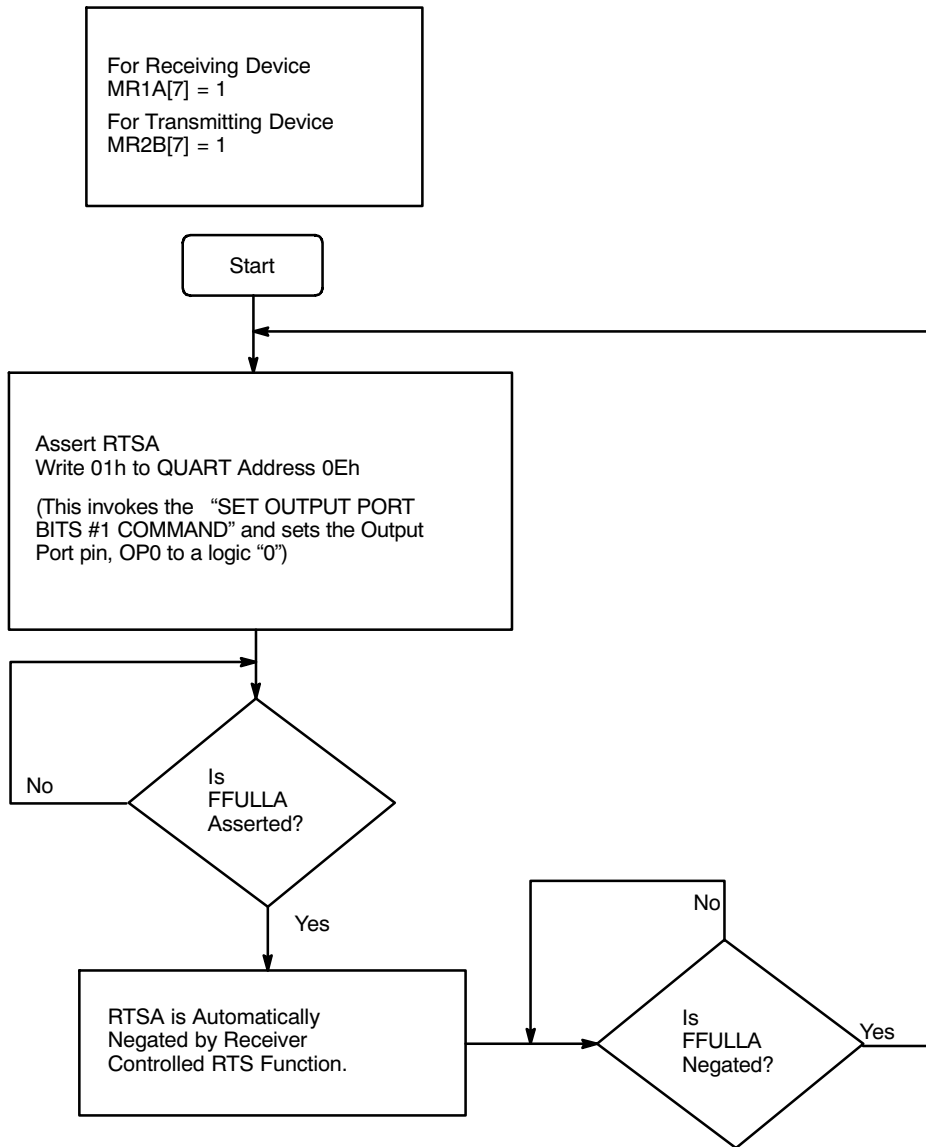 For Receiving Device
MR1A[7] = 1
For Transmitting Device
MR2B[7] = 1
Start
Assert RTSA
Write 01h to QUART Address 0Eh
(This invokes the “SET OUTPUT PORT
BITS #1 COMMAND” and sets the Output
Port pin, OP0 to a logic “0”)
No
Is
FFULLA
Asserted?
Yes
RTSA is Automatically
Negated by Receiver
Controlled RTS Function.
No
Is
FFULLA
Negated?
Yes